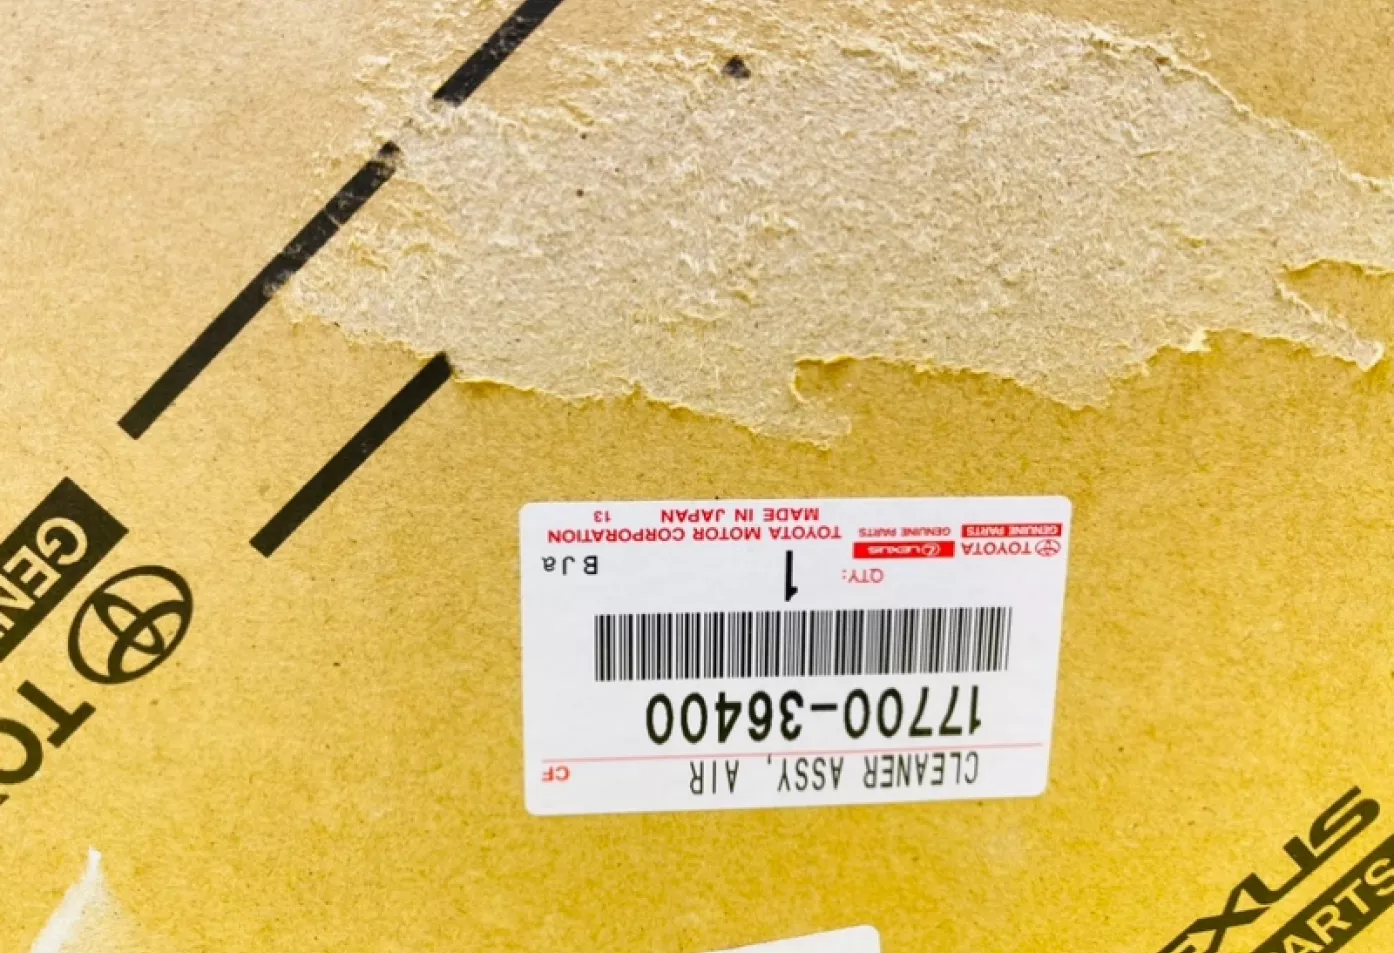 CLEANER ASSY, AIR
CF
17700-36400
QTY:
1
BJa
TOYOTA
GENUINE PARTS
LEXUS
GENUINE PARTS
TOYOTA MOTOR CORPORATION
MADE IN JAPAN
13
GEN
TO
EXUS
PARTS